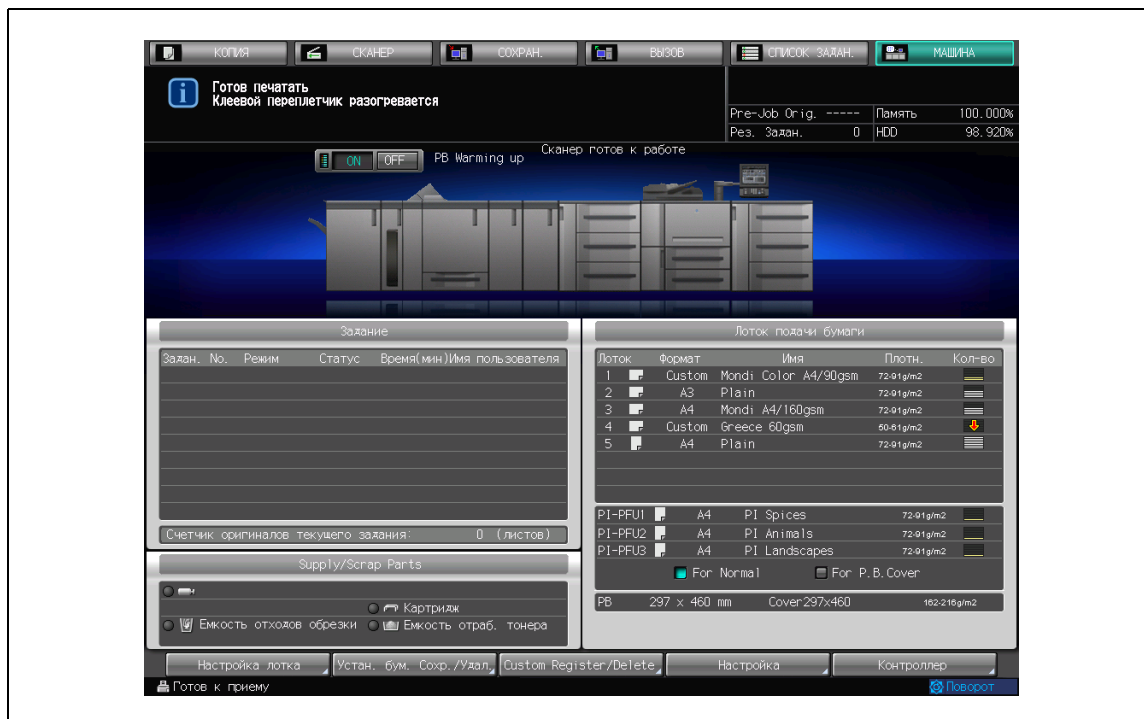 КОПИЯ СКАНЕР СОХРАН. ВЫЗОВ СПИСОК ЗАДАН. МАШИНА
Готов печатать
Клеевой переплетчик разогревается
Pre-Job Orig. ----- Память 100.000%
Рез. Задан. 0 HDD 98.920%
Сканер готов к работе
ON OFF PB Warming up
Задание
Задан. No. Режим Статус Время(мин)Имя пользователя
Счетчик оригиналов текущего задания: 0 (листов)
Supply/Scrap Parts
Картридж
Емкость отходов обрезки Емкость отраб. тонера
Лоток подачи бумаги
Лоток Формат Имя Плотн. Кол-во
1 Custom Mondi Color A4/90gsm 72-91g/m2
2 A3 Plain 72-91g/m2
3 A4 Mondi A4/160gsm 72-91g/m2
4 Custom Greece 60gsm 50-61g/m2
5 A4 Plain 72-91g/m2
PI-PFU1 A4 PI Spices 72-91g/m2
PI-PFU2 A4 PI Animals 72-91g/m2
PI-PFU3 A4 PI Landscapes 72-91g/m2
For Normal For P.B.Cover
PB 297 x 460 mm Cover297x460 162-216g/m2
Настройка лотка Устан. бум. Сохр./Удал. Custom Register/Delete Настройка Контроллер
Готов к приему Поворот